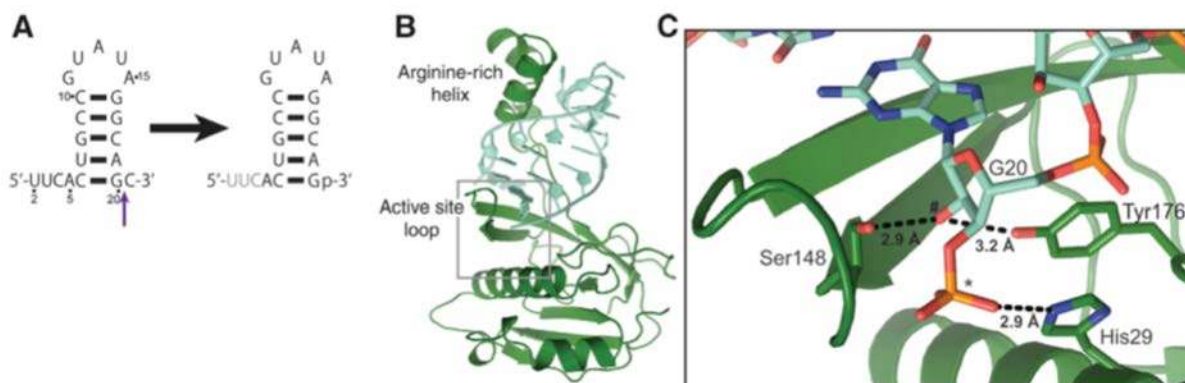 A
U A U
G A•15
10•C G
C G
G C
U A
5'-UUCAC GC-3'
2 5 20
U A U
G A
C G
C G
G C
U A
5'-UUCAC Gp-3'
B
Arginine-rich
helix
Active site
loop
C
G20
#
Tyr176
2.9 Å
3.2 Å
Ser148
*
2.9 Å
His29